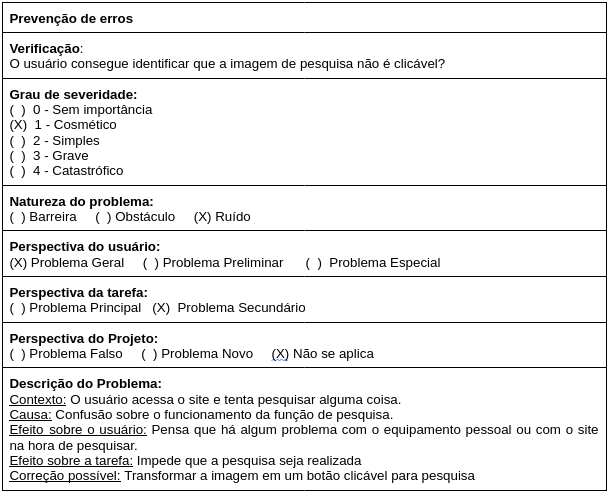 Prevenção de erros
Verificação:
O usuário consegue identificar que a imagem de pesquisa não é clicável?
Grau de severidade:
( ) 0 - Sem importância
(X) 1 - Cosmético
( ) 2 - Simples
( ) 3 - Grave
( ) 4 - Catastrófico
Natureza do problema:
( ) Barreira ( ) Obstáculo (X) Ruído
Perspectiva do usuário:
(X) Problema Geral ( ) Problema Preliminar ( ) Problema Especial
Perspectiva da tarefa:
( ) Problema Principal (X) Problema Secundário
Perspectiva do Projeto:
( ) Problema Falso ( ) Problema Novo (X) Não se aplica
Descrição do Problema:
Contexto: O usuário acessa o site e tenta pesquisar alguma coisa.
Causa: Confusão sobre o funcionamento da função de pesquisa.
Efeito sobre o usuário: Pensa que há algum problema com o equipamento pessoal ou com o site
na hora de pesquisar.
Efeito sobre a tarefa: Impede que a pesquisa seja realizada
Correção possível: Transformar a imagem em um botão clicável para pesquisa